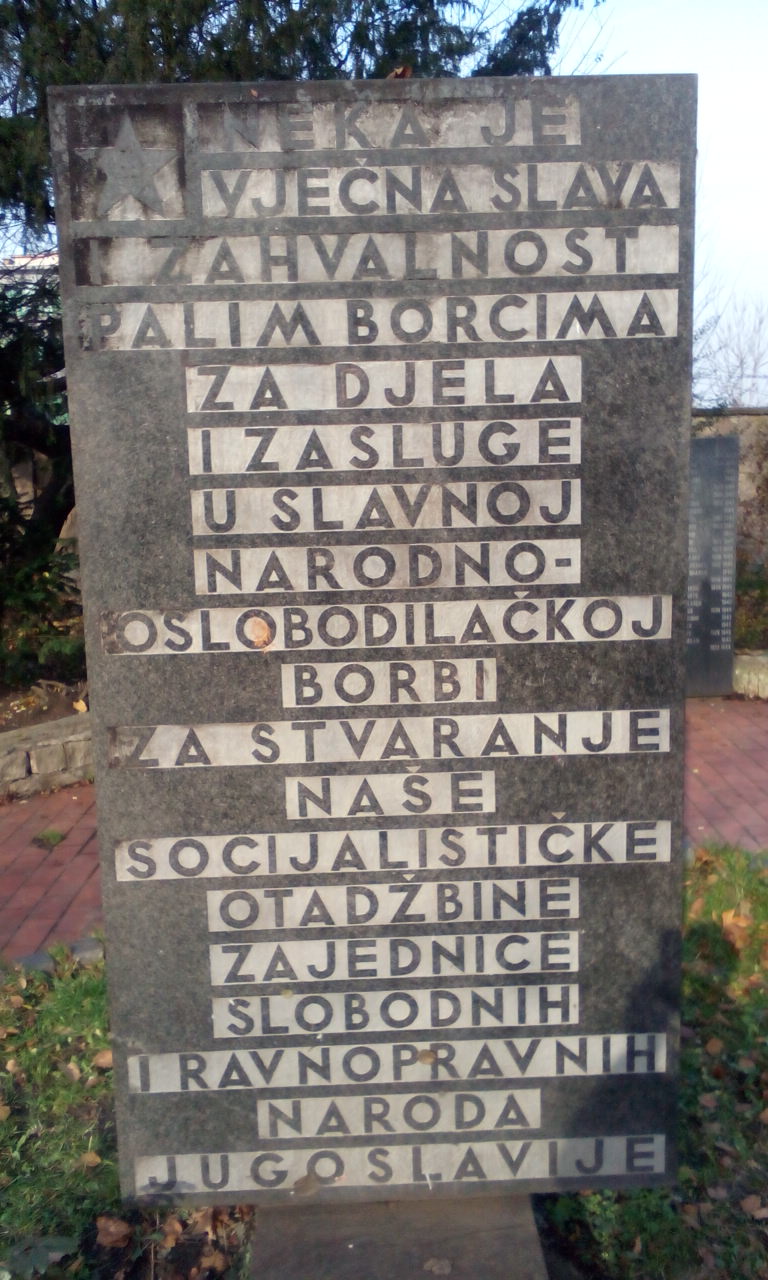 NEKA JE
VJEČNA SLAVA
I ZAHVALNOST
PALIM BORCIMA
ZA DJELA
I ZASLUGE
U SLAVNOJ
NARODNO-
OSLOBODILAČKOJ
BORBI
ZA STVARANJE
NAŠE
SOCIJALISTIČKE
OTADŽBINE
ZAJEDNICE
SLOBODNIH
I RAVNOPRAVNIH
NARODA
JUGOSLAVIJE